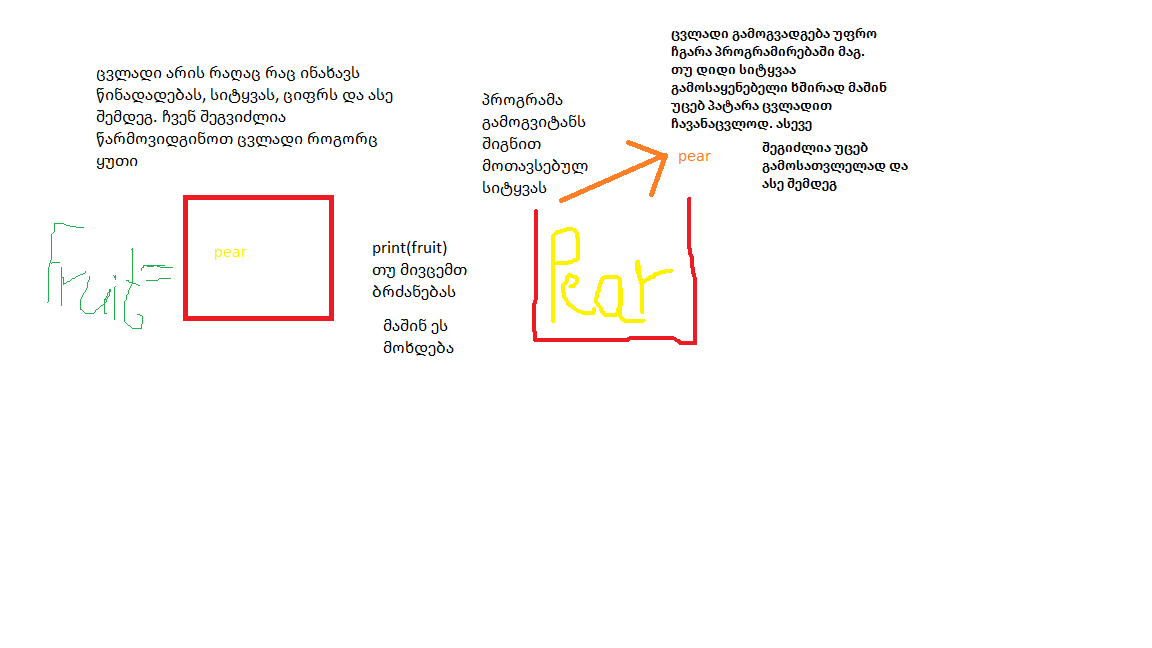 ცვლადი არის რაღაც რაც ინახავს
წინადადებას, სიტყვას, ციფრს და ასე
შემდეგ. ჩვენ შეგვიძლია
წარმოვიდგინოთ ცვლადი როგორც
ყუთი
Fruit=
pear
print(fruit)
თუ მივცემთ
ბრძანებას
მაშინ ეს
მოხდება
პროგრამა
გამოგვიტანს
შიგნით
მოთავსებულ
სიტყვას
Pear
pear
ცვლადი გამოგვადგება უფრო
ჩგარა პროგრამირებაში მაგ.
თუ დიდი სიტყვაა
გამოსაყენებელი ხშირად მაშინ
უცებ პატარა ცვლადით
ჩავანაცვლოდ. ასევე
შეგიძლია უცებ
გამოსათვლელად და
ასე შემდეგ